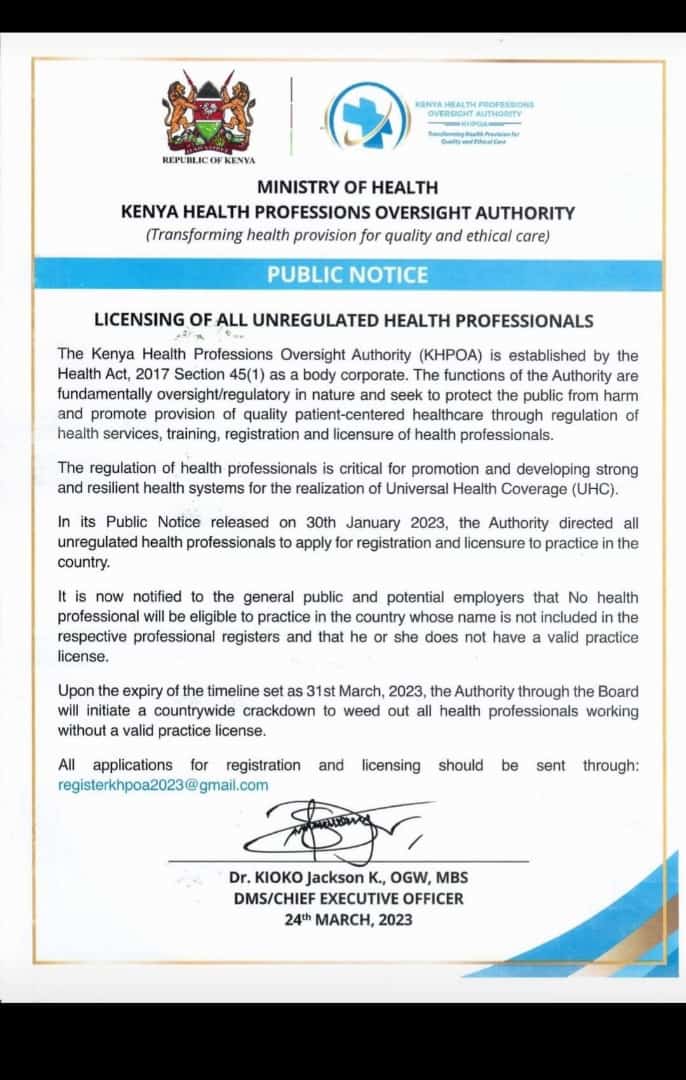 REPUBLIC OF KENYA
KENYA HEALTH PROFESSIONS
OVERSIGHT AUTHORITY
KHPOA
Transforming Health Provision for
Quality and Ethical Care
MINISTRY OF HEALTH
KENYA HEALTH PROFESSIONS OVERSIGHT AUTHORITY
(Transforming health provision for quality and ethical care)
PUBLIC NOTICE
LICENSING OF ALL UNREGULATED HEALTH PROFESSIONALS
The Kenya Health Professions Oversight Authority (KHPOA) is established by the
Health Act, 2017 Section 45(1) as a body corporate. The functions of the Authority are
fundamentally oversight/regulatory in nature and seek to protect the public from harm
and promote provision of quality patient-centered healthcare through regulation of
health services, training, registration and licensure of health professionals.
The regulation of health professionals is critical for promotion and developing strong
and resilient health systems for the realization of Universal Health Coverage (UHC).
In its Public Notice released on 30th January 2023, the Authority directed all
unregulated health professionals to apply for registration and licensure to practice in the
country.
It is now notified to the general public and potential employers that No health
professional will be eligible to practice in the country whose name is not included in the
respective professional registers and that he or she does not have a valid practice
license.
Upon the expiry of the timeline set as 31st March, 2023, the Authority through the Board
will initiate a countrywide crackdown to weed out all health professionals working
without a valid practice license.
All applications for registration and licensing should be sent through:
registerkhpoa2023@gmail.com
Dr. KIOKO Jackson K., OGW, MBS
DMS/CHIEF EXECUTIVE OFFICER
24th MARCH, 2023